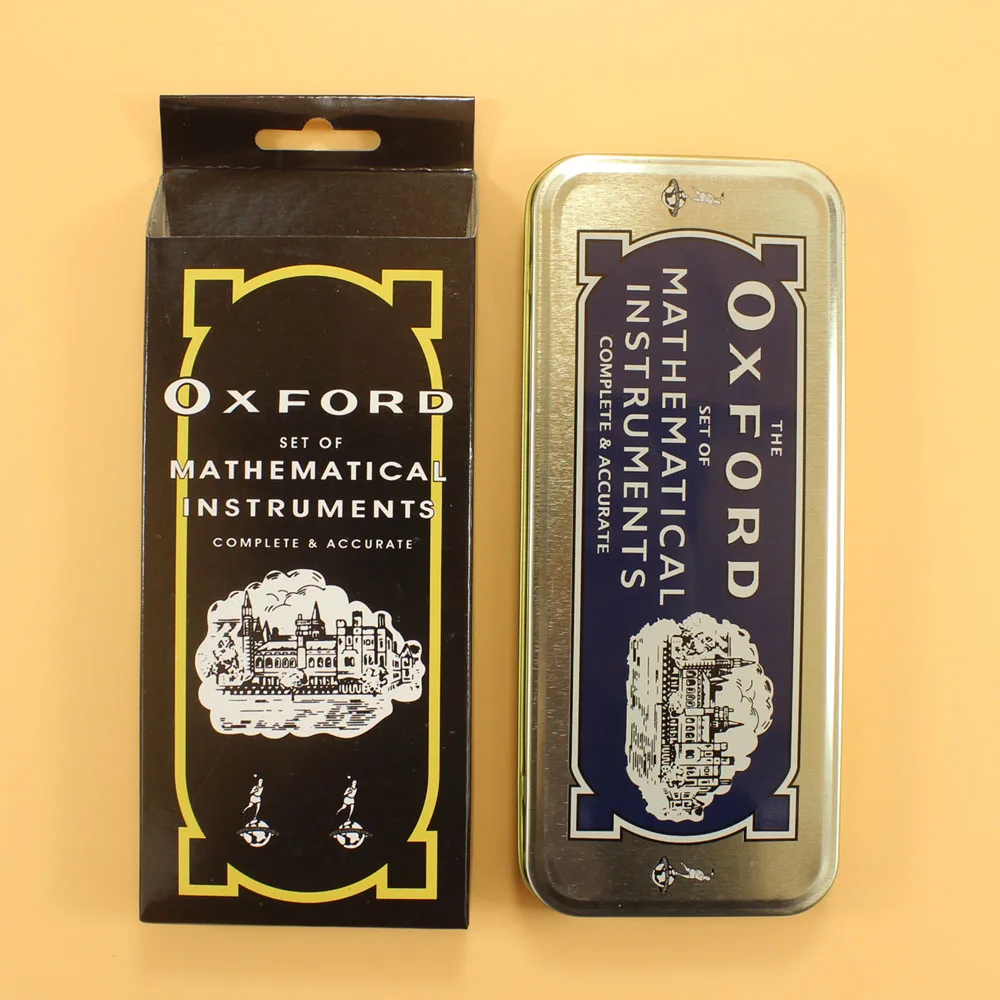 OXFORD
SET OF
MATHEMATICAL
INSTRUMENTS
COMPLETE & ACCURATE
THE
OXFORD
SET OF
MATHEMATICAL
INSTRUMENTS
COMPLETE & ACCURATE